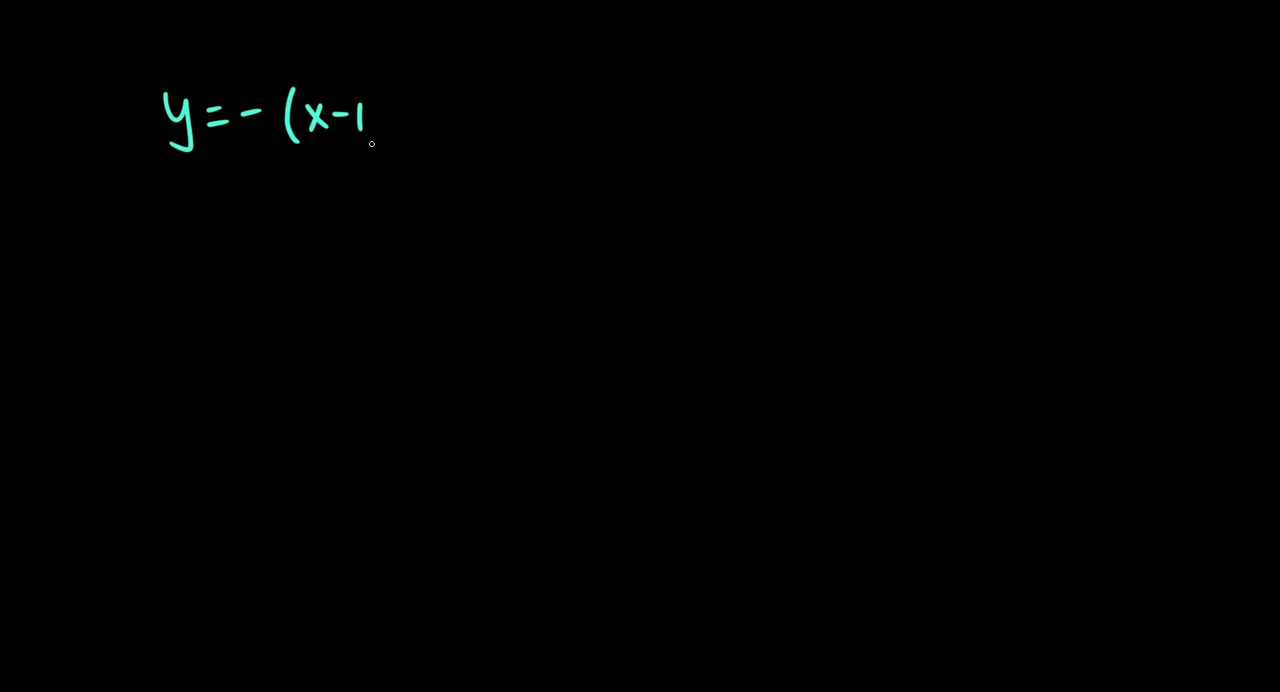 y = - (x-1